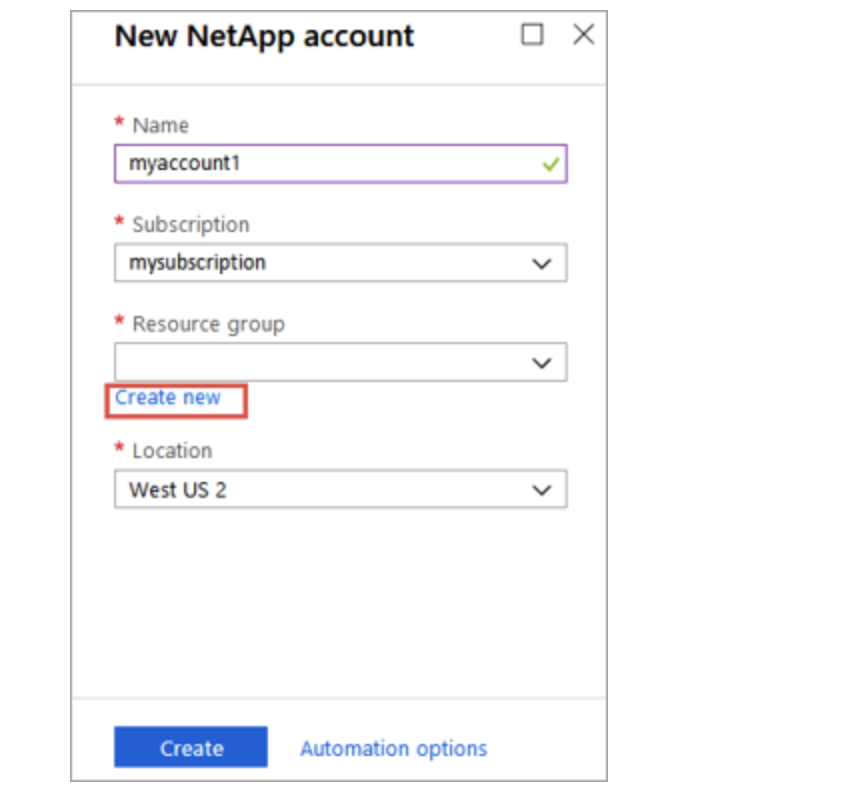 New NetApp account
* Name
myaccount1
* Subscription
mysubscription
* Resource group
Create new
* Location
West US 2
Create Automation options